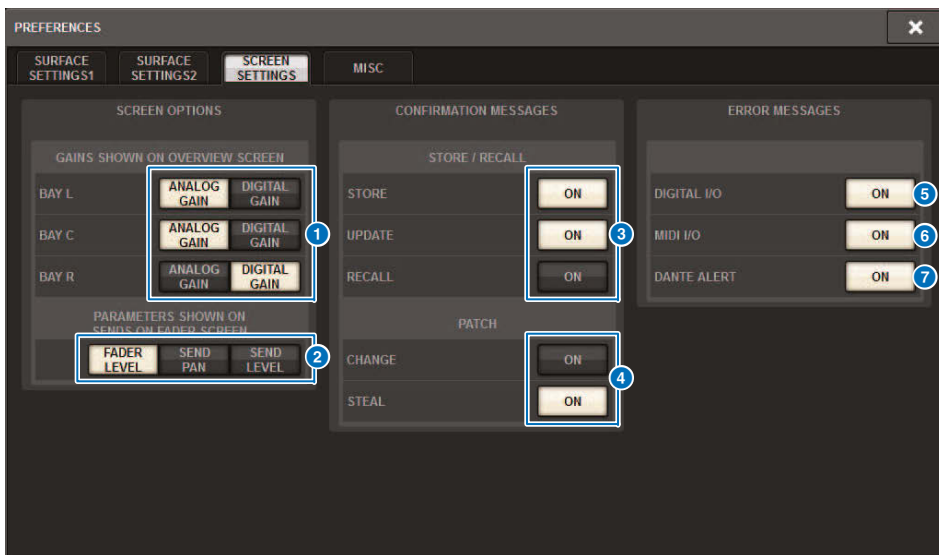 PREFERENCES
SURFACE SETTINGS1
SURFACE SETTINGS2
SCREEN SETTINGS
MISC
SCREEN OPTIONS
GAINS SHOWN ON OVERVIEW SCREEN
BAY L
ANALOG GAIN
DIGITAL GAIN
BAY C
ANALOG GAIN
DIGITAL GAIN
1
BAY R
ANALOG GAIN
DIGITAL GAIN
PARAMETERS SHOWN ON
SENDS ON FADER SCREEN
FADER LEVEL
SEND PAN
SEND LEVEL
2
CONFIRMATION MESSAGES
STORE / RECALL
STORE
ON
UPDATE
ON
3
RECALL
ON
PATCH
CHANGE
ON
4
STEAL
ON
ERROR MESSAGES
DIGITAL I/O
ON
5
MIDI I/O
ON
6
DANTE ALERT
ON
7